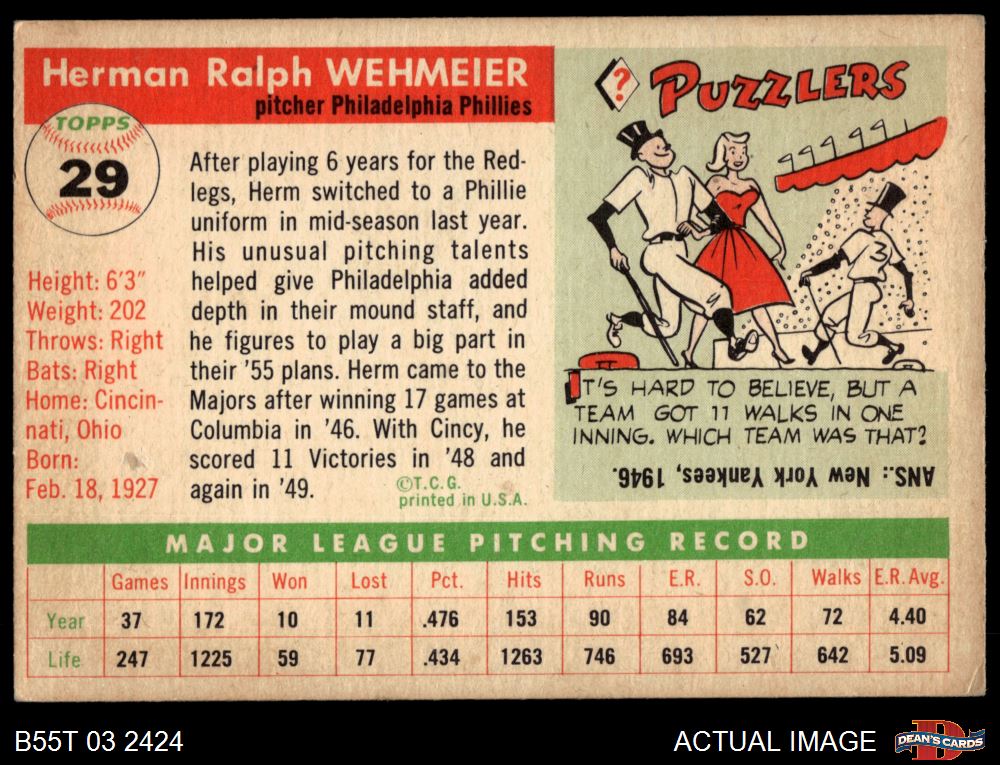 Herman Ralph WEHMEIER
pitcher Philadelphia Phillies
TOPPS
29
Height: 6'3"
Weight: 202
Throws: Right
Bats: Right
Home: Cincin-
nati, Ohio
Born:
Feb. 18, 1927
After playing 6 years for the Red-
legs, Herm switched to a Phillie
uniform in mid-season last year.
His unusual pitching talents
helped give Philadelphia added
depth in their mound staff, and
he figures to play a big part in
their '55 plans. Herm came to the
Majors after winning 17 games at
Columbia in '46. With Cincy, he
scored 11 Victories in '48 and
again in '49.
©T.C.G.
printed in U.S.A.
?
PUZZLERS
3
IT'S HARD TO BELIEVE, BUT A
TEAM GOT 11 WALKS IN ONE
INNING. WHICH TEAM WAS THAT?
ANS.: New York Yankees, 1946.
MAJOR LEAGUE PITCHING RECORD
Games Innings Won Lost Pct. Hits Runs E.R. S.O. Walks E.R. Avg.
Year 37 172 10 11 .476 153 90 84 62 72 4.40
Life 247 1225 59 77 .434 1263 746 693 527 642 5.09
B55T 03 2424
ACTUAL IMAGE
DEAN'S CARDS